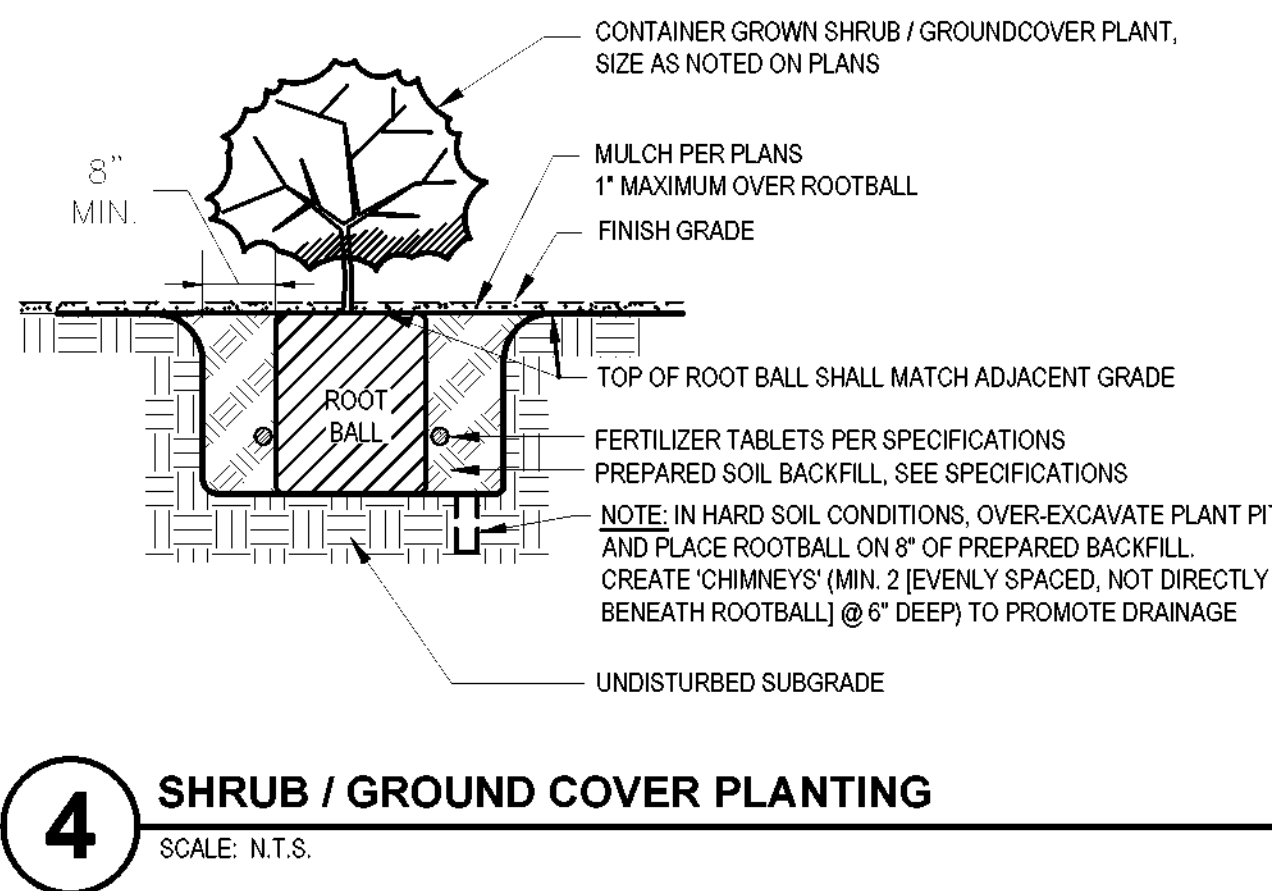 CONTAINER GROWN SHRUB / GROUNDCOVER PLANT,
SIZE AS NOTED ON PLANS
8"
MIN.
MULCH PER PLANS
1" MAXIMUM OVER ROOTBALL
FINISH GRADE
TOP OF ROOT BALL SHALL MATCH ADJACENT GRADE
ROOT
BALL
FERTILIZER TABLETS PER SPECIFICATIONS
PREPARED SOIL BACKFILL, SEE SPECIFICATIONS
NOTE: IN HARD SOIL CONDITIONS, OVER-EXCAVATE PLANT PIT
AND PLACE ROOTBALL ON 8" OF PREPARED BACKFILL.
CREATE 'CHIMNEYS' (MIN. 2 [EVENLY SPACED, NOT DIRECTLY
BENEATH ROOTBALL] @ 6" DEEP) TO PROMOTE DRAINAGE
UNDISTURBED SUBGRADE
4
SHRUB / GROUND COVER PLANTING
SCALE: N.T.S.